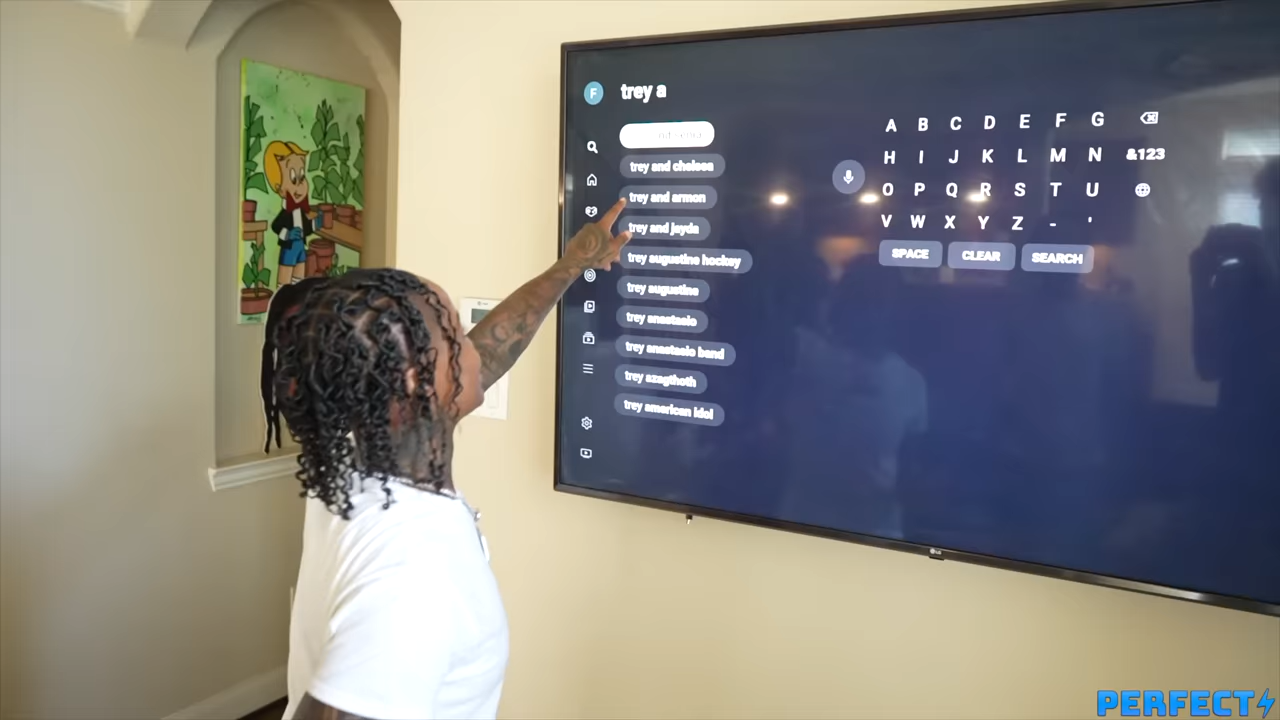 F
trey a
trey and chelsea
trey and armon
trey and jayda
trey augustine hockey
trey augustine
trey anastasio
trey anastasio band
trey azagthoth
trey american idol
A B C D E F G
H I J K L M N &123
O P Q R S T U
V W X Y Z - '
SPACE CLEAR SEARCH
LG
PERFECT